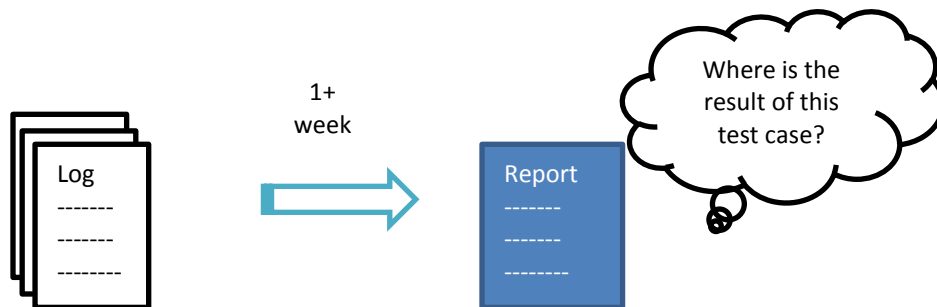 1+
week
Log
-------
------
--------
Report
-------
-------
--------
Where is the
result of this
test case?